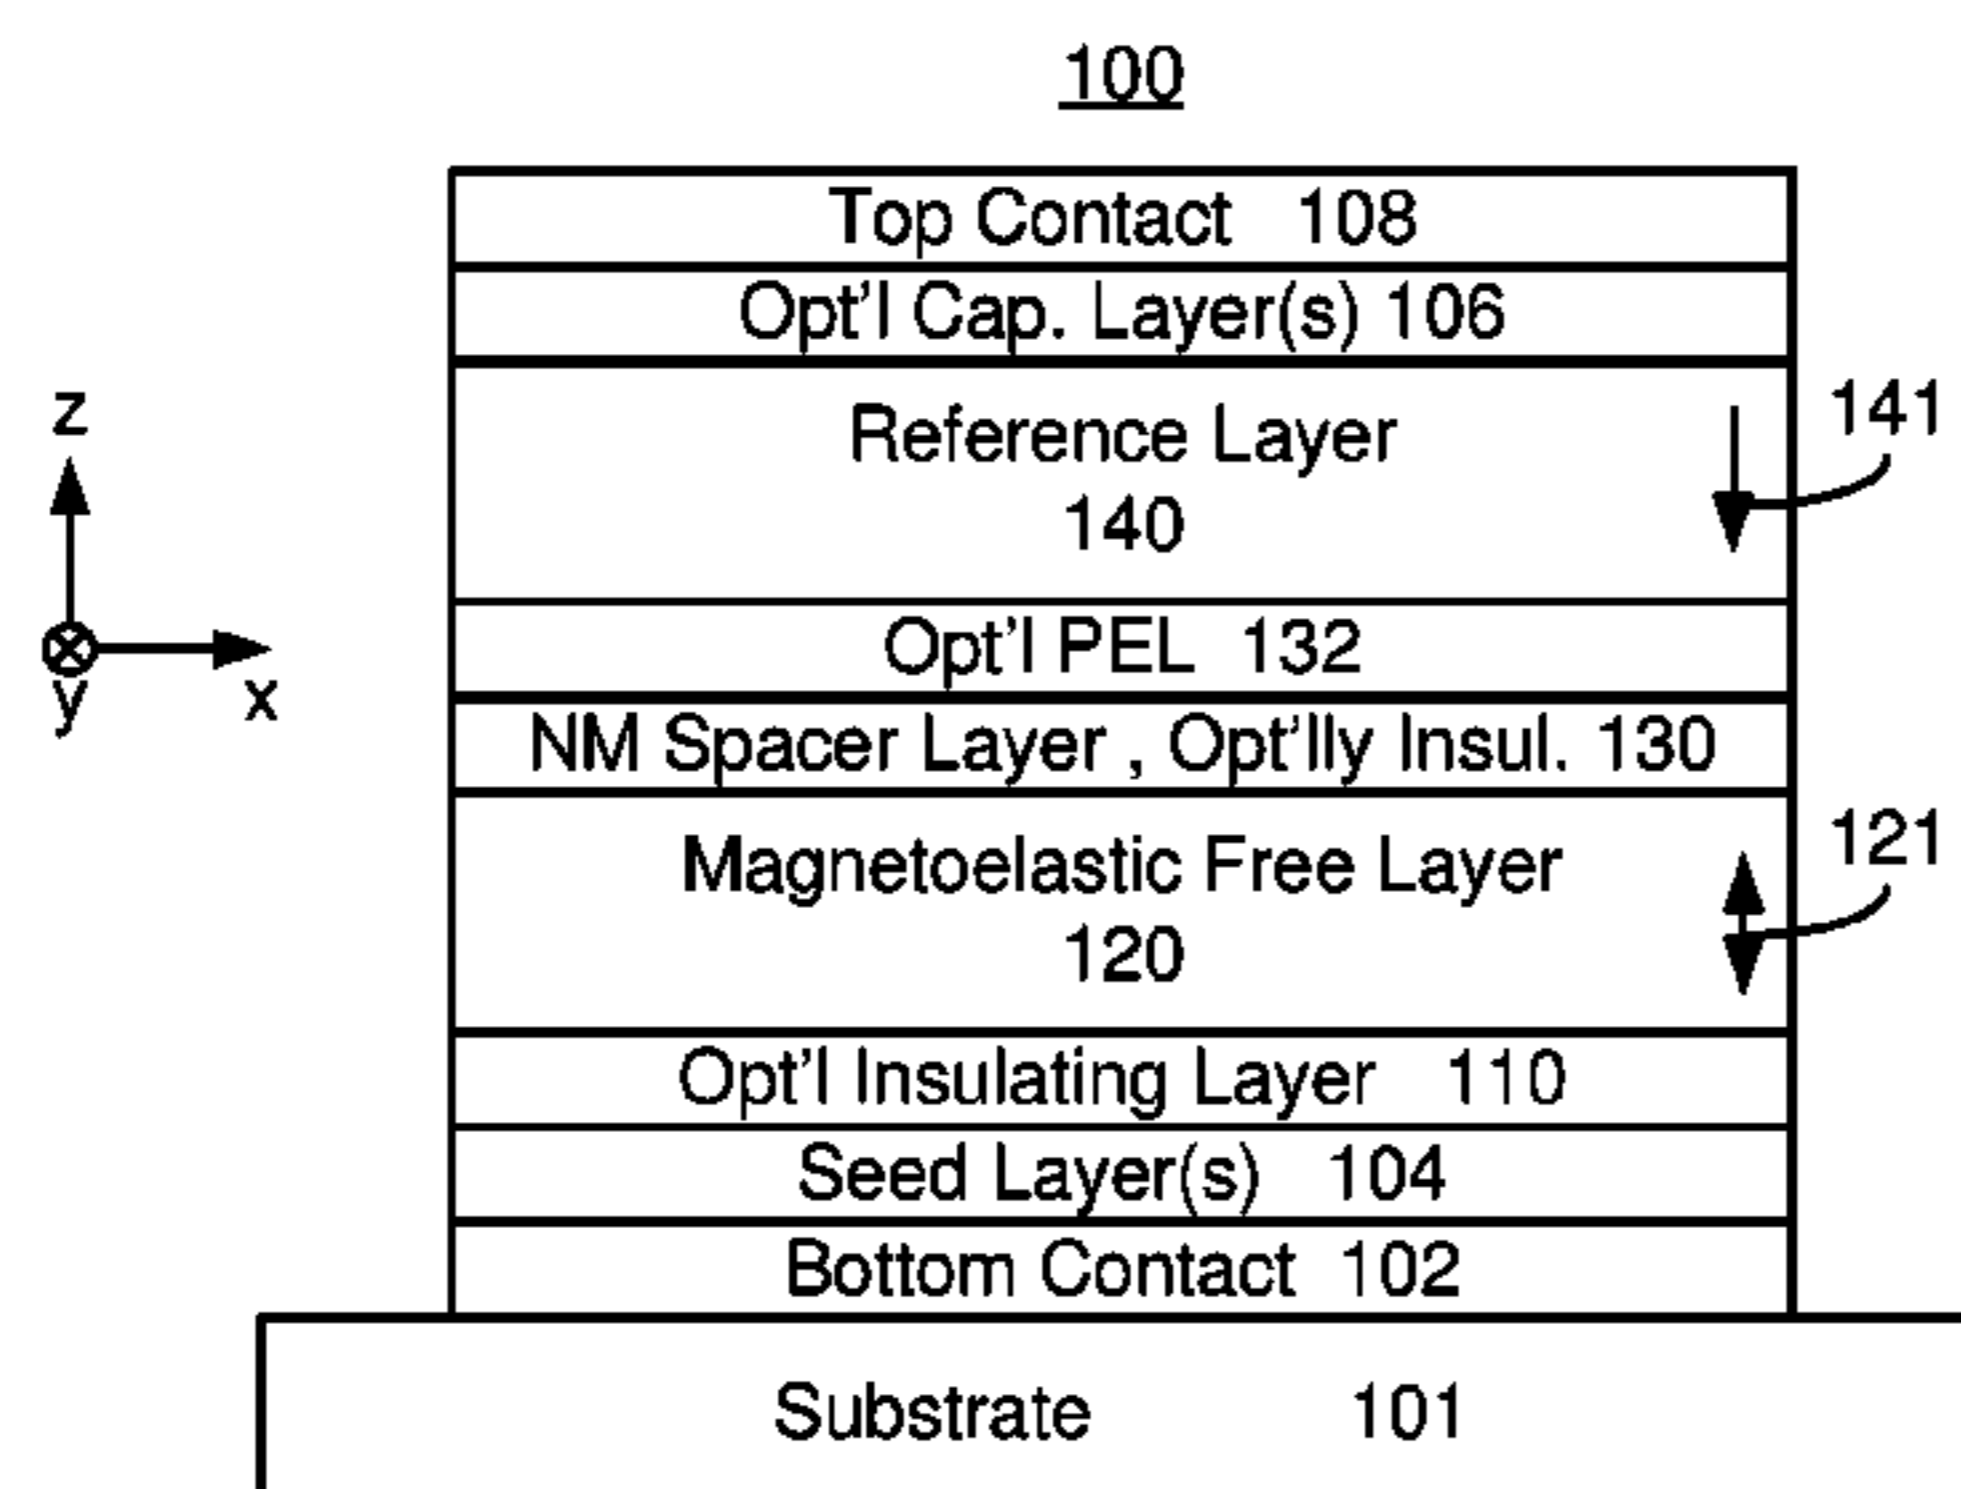 100
Top Contact 108
Opt'l Cap. Layer(s) 106
Reference Layer
140
141
z
y
x
Opt'l PEL 132
NM Spacer Layer , Opt'lly Insul. 130
Magnetoelastic Free Layer
120
121
Opt'l Insulating Layer 110
Seed Layer(s) 104
Bottom Contact 102
Substrate 101